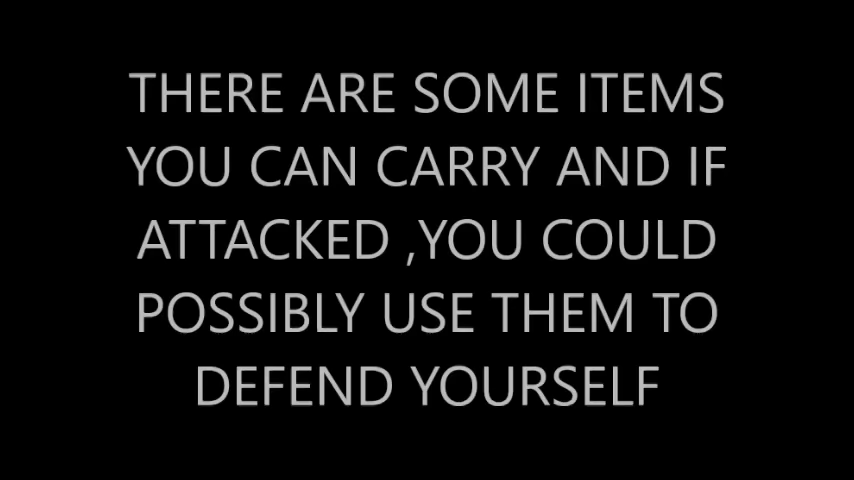 THERE ARE SOME ITEMS
YOU CAN CARRY AND IF
ATTACKED ,YOU COULD
POSSIBLY USE THEM TO
DEFEND YOURSELF